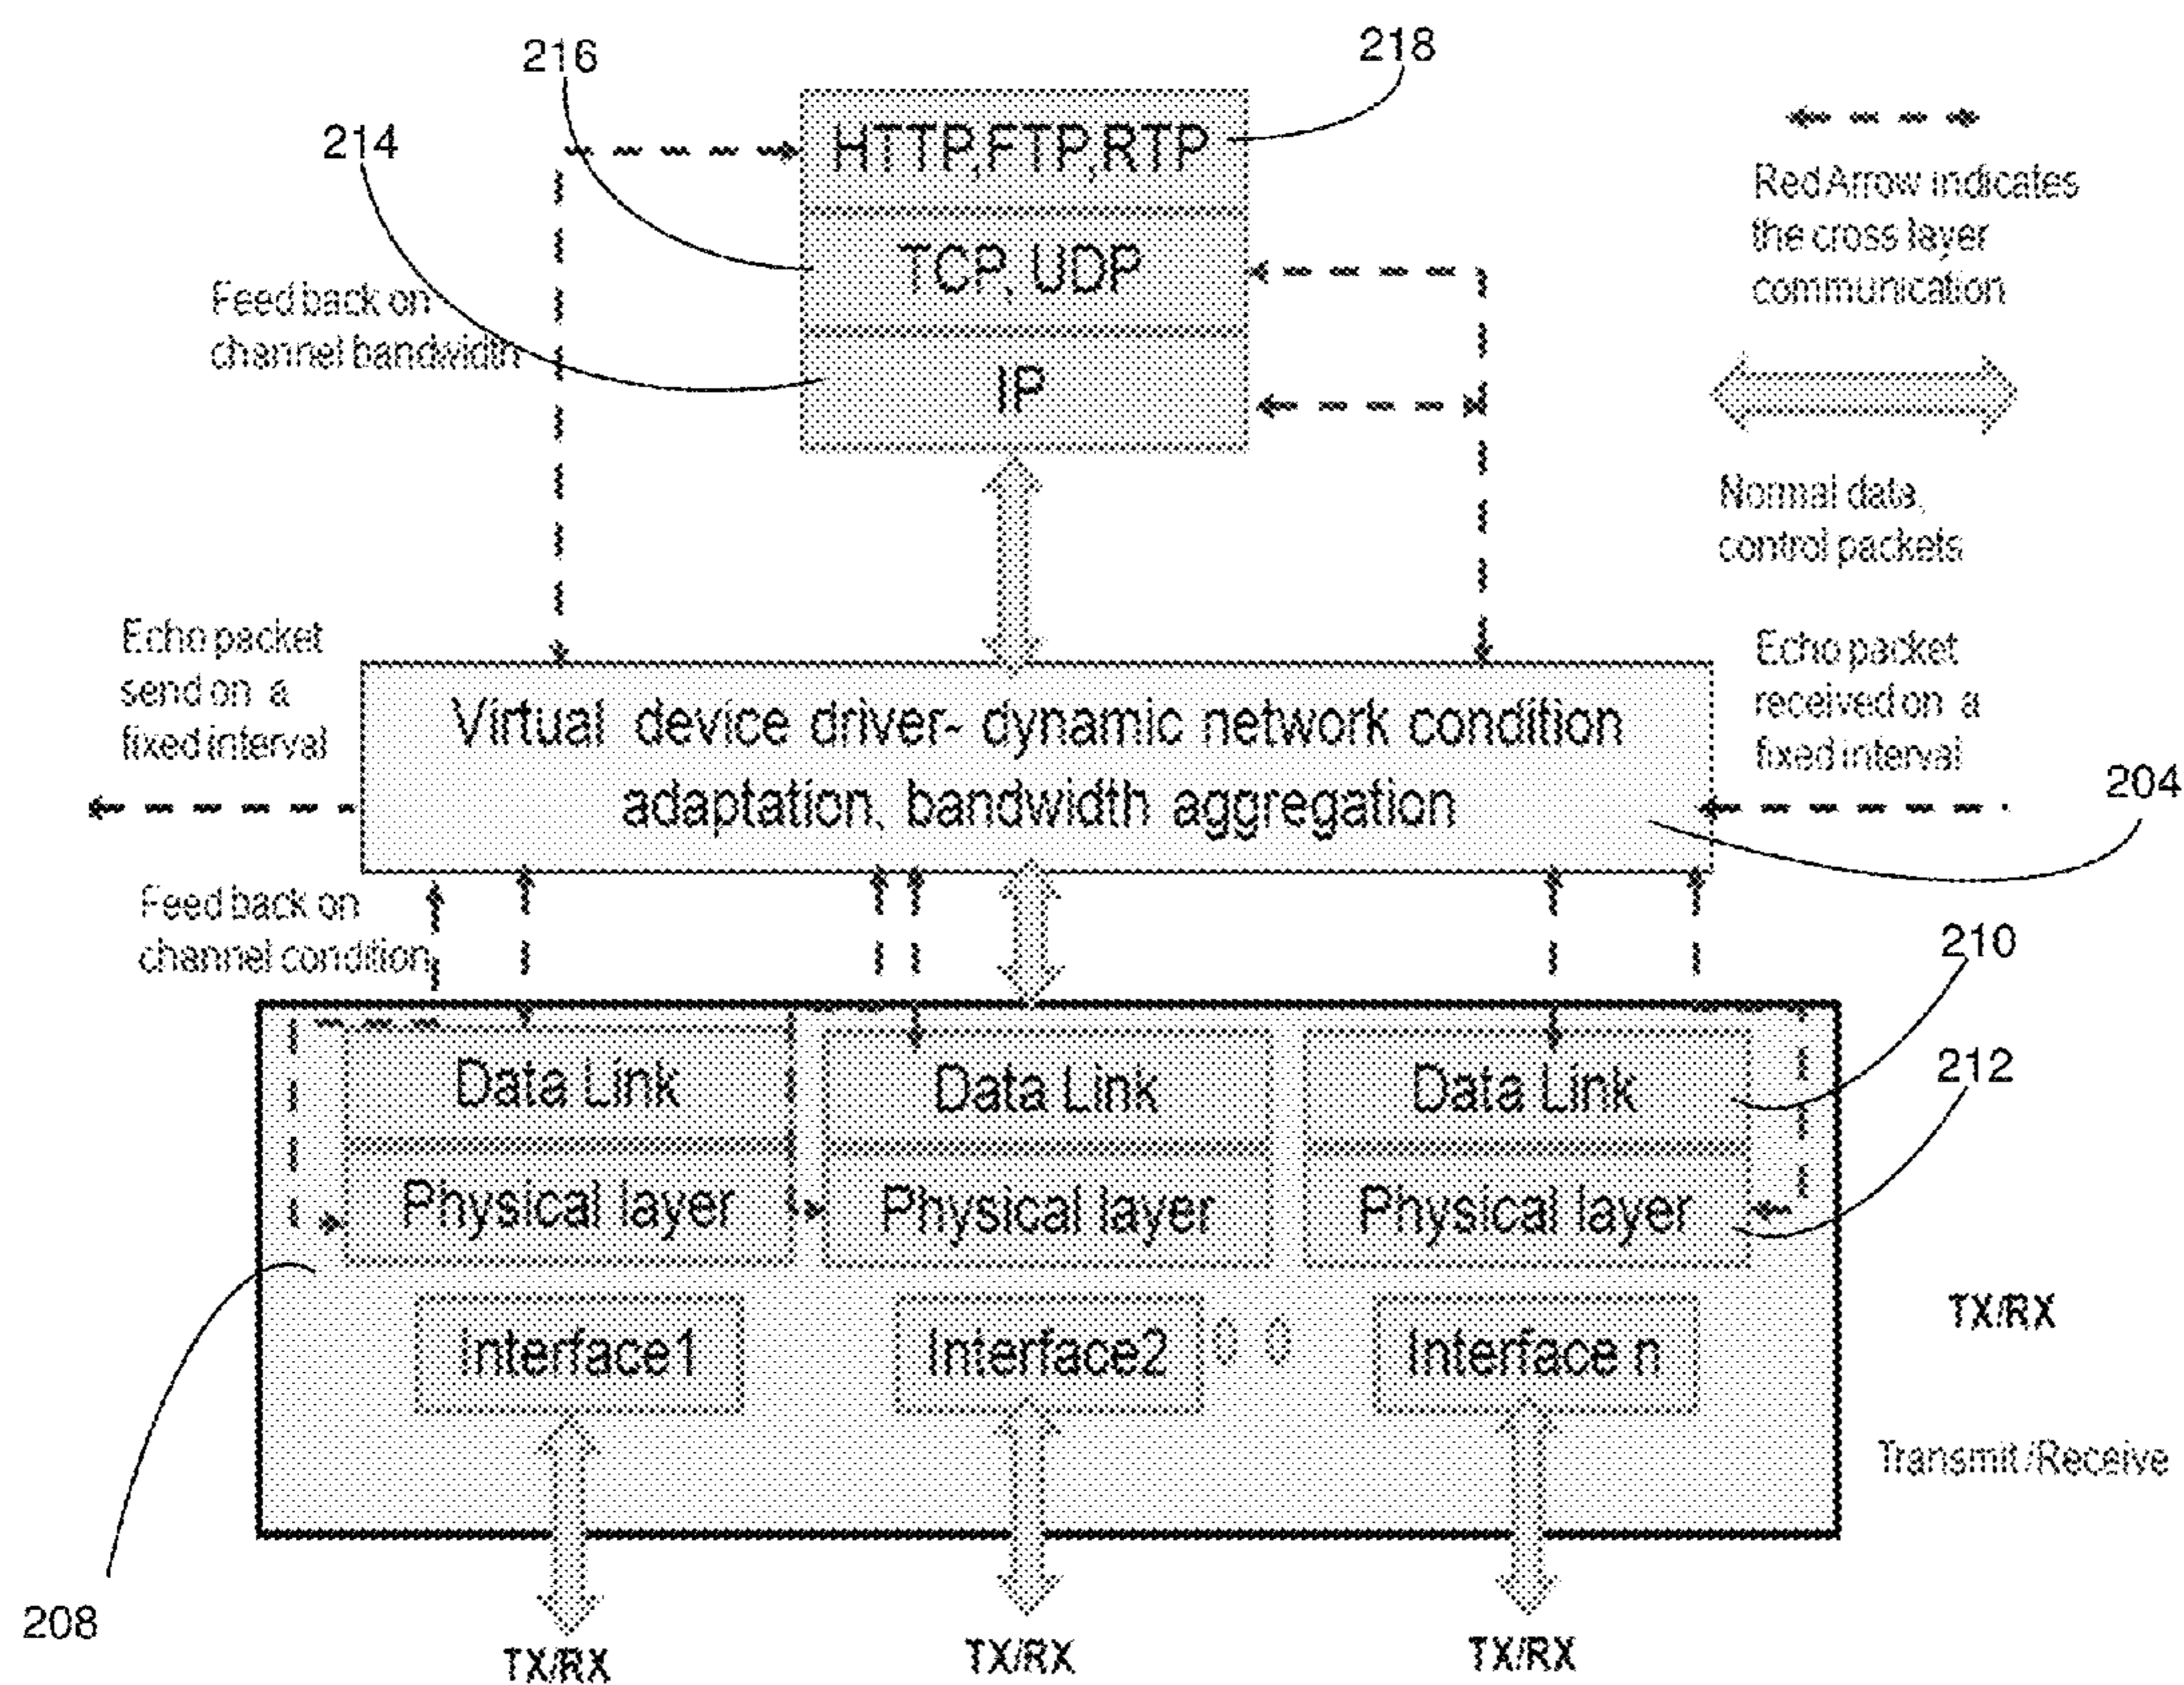 216
218
214
HTTP,FTP,RTP
Red Arrow indicates
the cross layer
communication
TCP, UDP
Feed back on
channel bandwidth
IP
Normal data,
control packets
Echo packet
send on a
fixed interval
Echo packet
received on a
fixed interval
Virtual device driver- dynamic network condition
adaptation, bandwidth aggregation
204
Feed back on
channel condition
210
212
Data Link
Data Link
Data Link
Physical layer
Physical layer
Physical layer
Interface1
Interface2
0 0
Interface n
TX/RX
Transmit /Receive
208
TX/RX
TX/RX
TX/RX